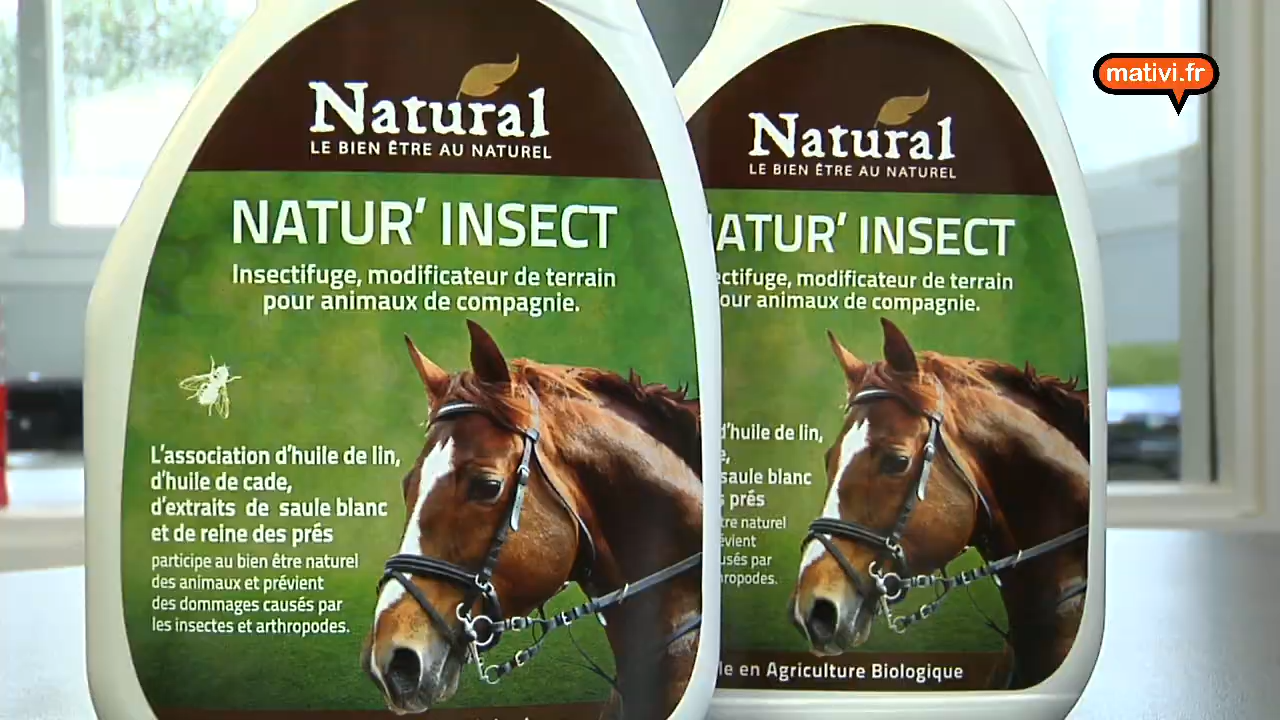 Natural
LE BIEN ÊTRE AU NATUREL
NATUR' INSECT
Insectifuge, modificateur de terrain
pour animaux de compagnie.
L'association d'huile de lin,
d'huile de cade,
d'extraits de saule blanc
et de reine des prés
participe au bien être naturel
des animaux et prévient
des dommages causés par
les insectes et arthropodes.
Natural
LE BIEN ÊTRE AU NATUREL
ATUR' INSECT
ectifuge, modificateur de terrain
our animaux de compagnie.
d'huile de lin,
saule blanc
prés
tre naturel
évient
usés par
hropodes.
le en Agriculture Biologique
mativi.fr